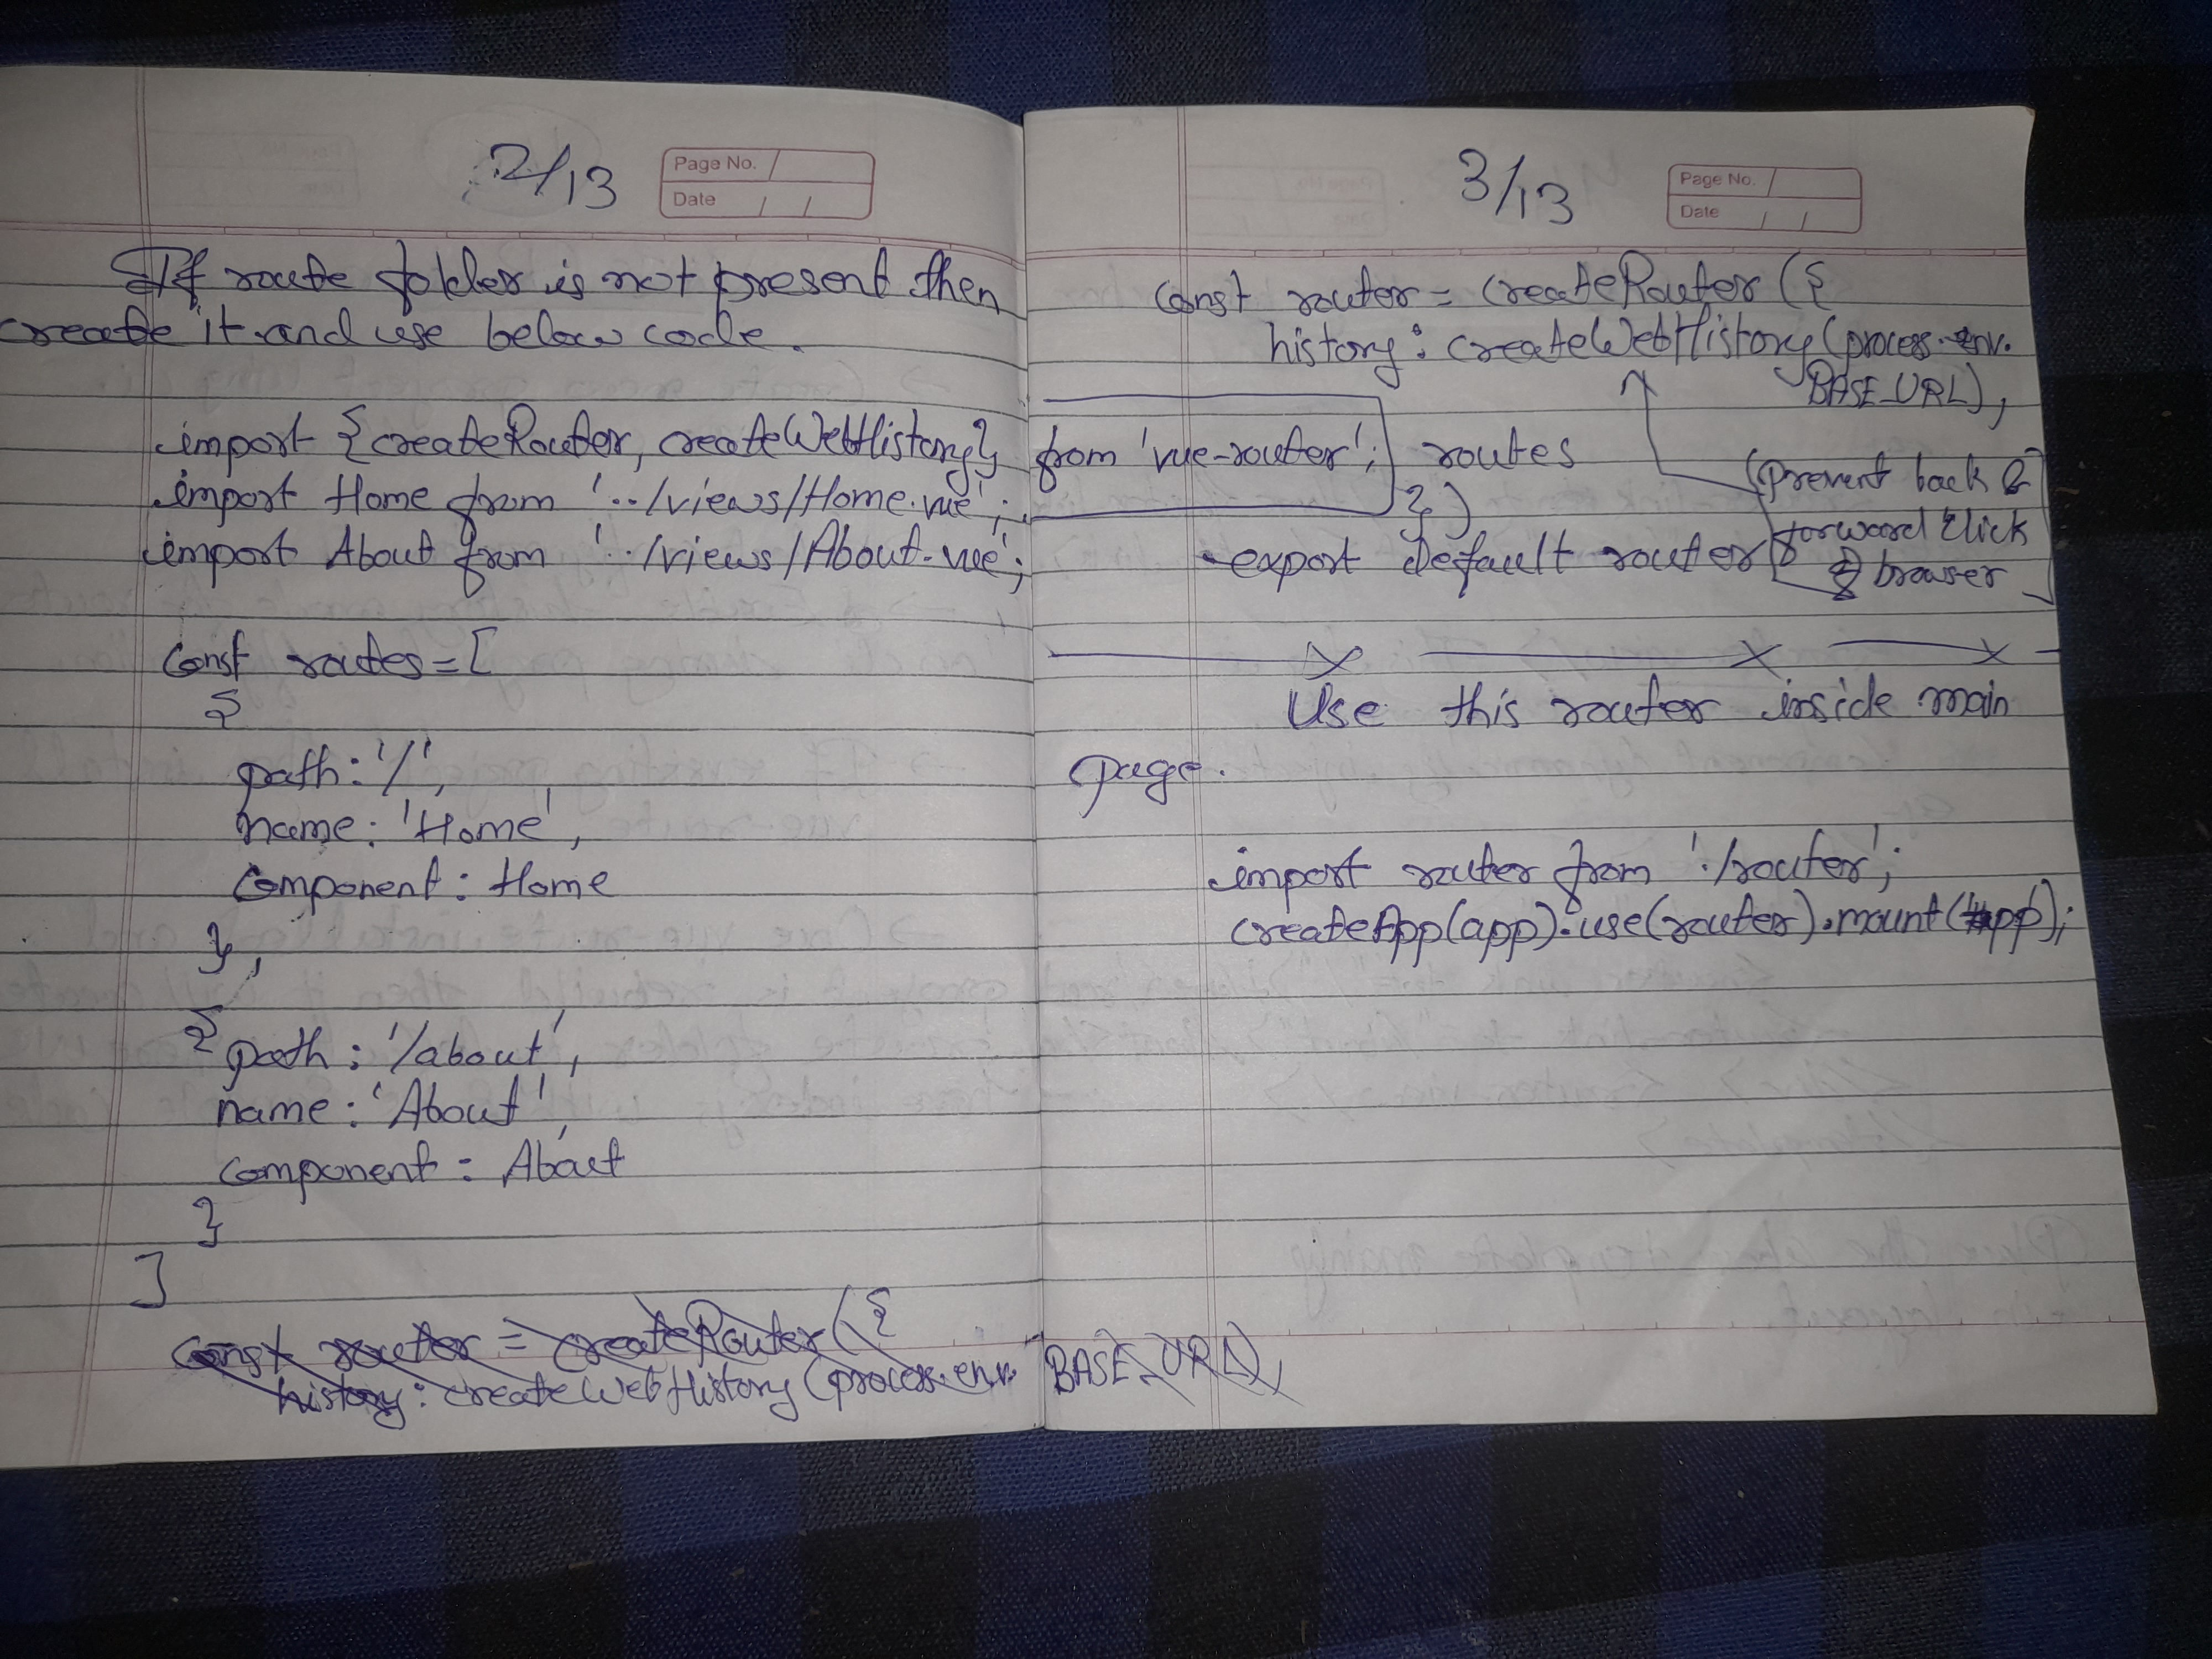 2/13
Page No.
Date / /
If route folder is not present then
create it and use below code.
import {createRouter, createWebHistory} from 'vue-router';
import Home from '../views/Home.vue';
import About from '../views/About.vue';
const routes = [
{
path: '/',
name: 'Home',
component: Home
},
{ path: '/about',
name: 'About',
component: About
}
]
const router = createRouter({
history: createWebHistory(process.env. BASE_URL),
3/13
Page No.
Date / /
const router = createRouter({
history: createWebHistory(process.env.
BASE_URL),
routes
})
export default router
(prevent back &
forward click
browser
Use this router inside main
page.
import router from './router';
createApp(app).use(router).mount(#app);